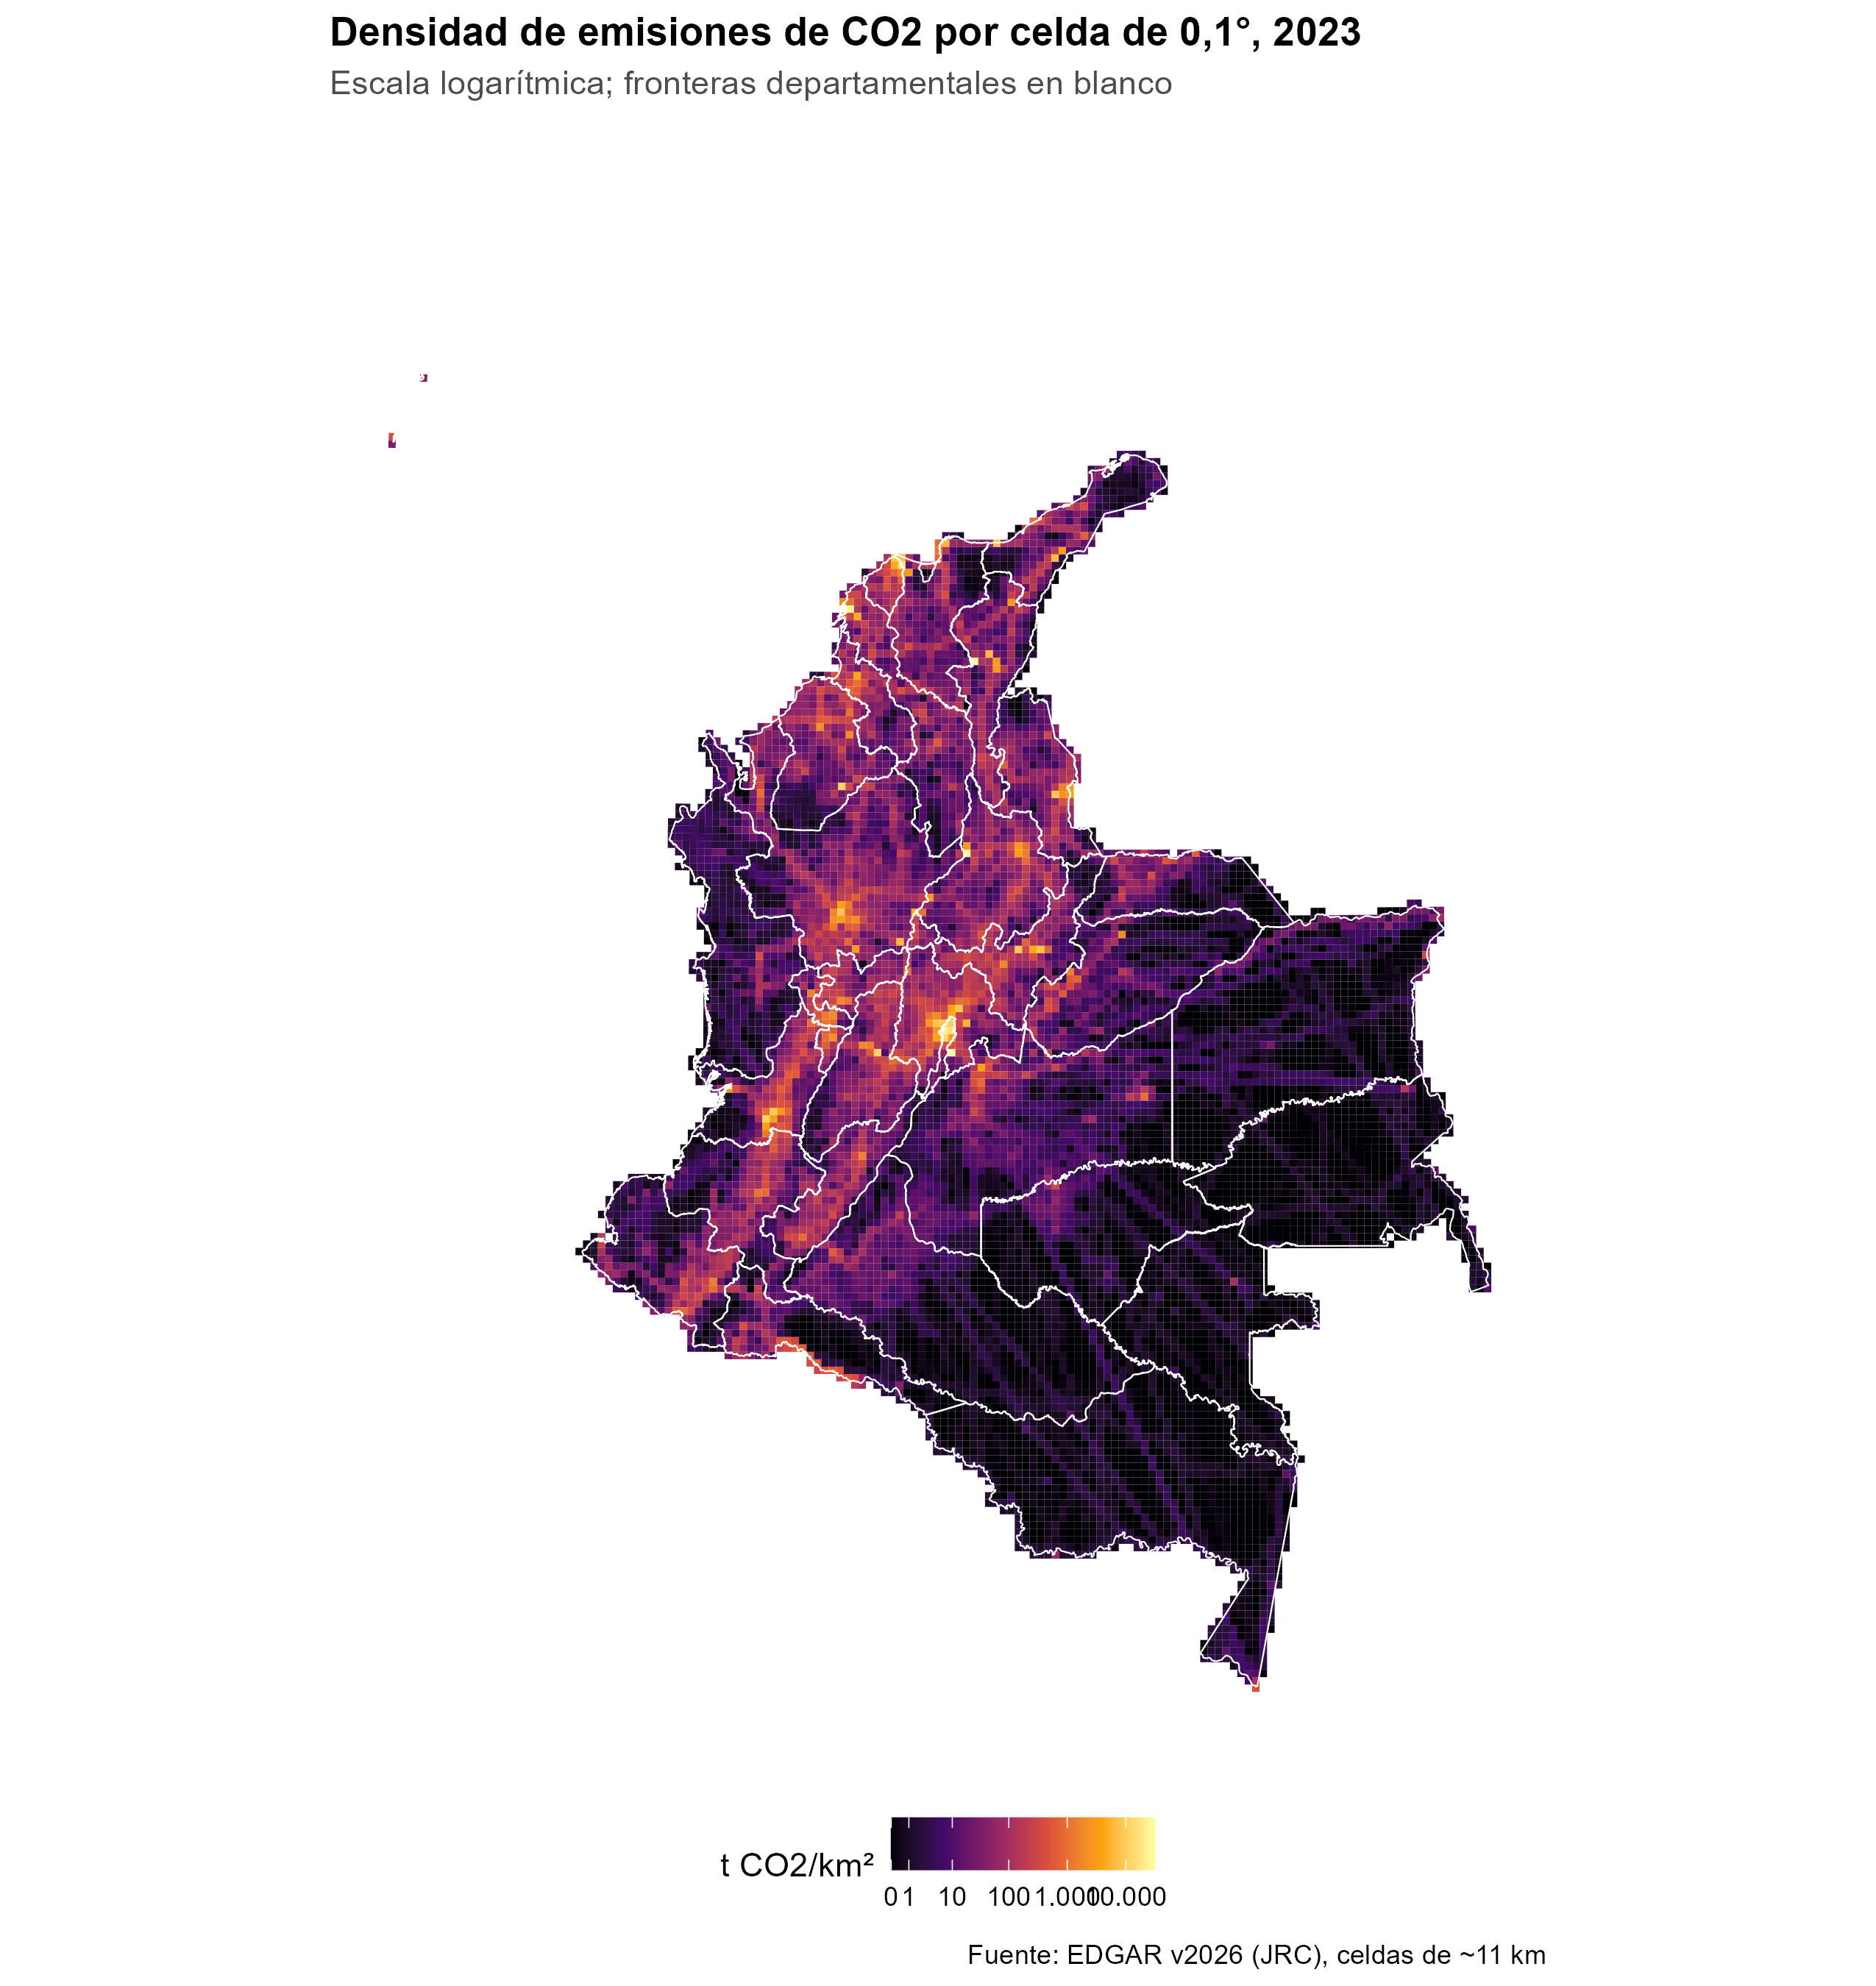 Densidad de emisiones de CO2 por celda de 0,1°, 2023
Escala logarítmica; fronteras departamentales en blanco
t CO2/km²
0 1 10 100 1.000 10.000
Fuente: EDGAR v2026 (JRC), celdas de ~11 km